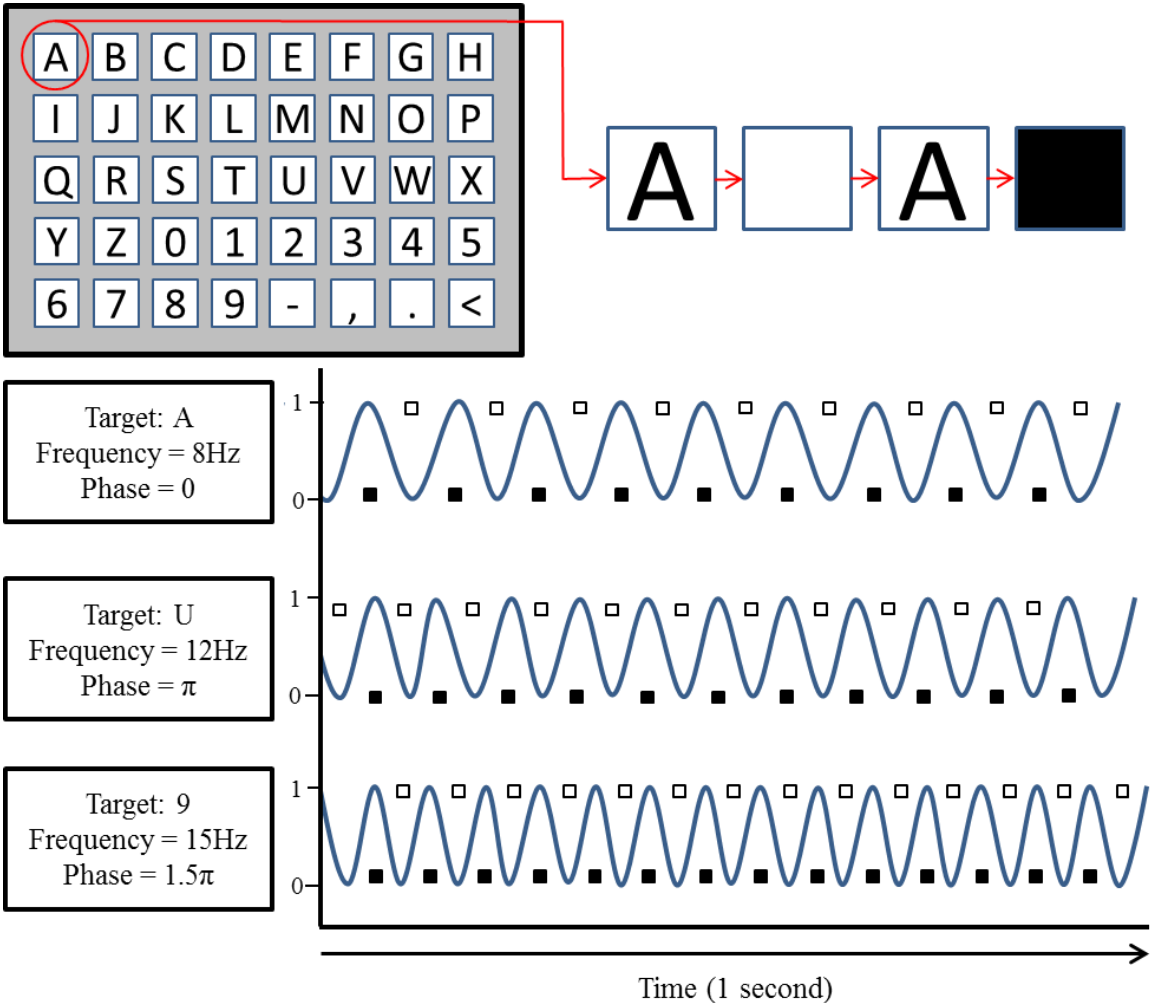 A B C D E F G H
I J K L M N O P
Q R S T U V W X
Y Z 0 1 2 3 4 5
6 7 8 9 - , . <
A A
Target: A
Frequency = 8Hz
Phase = 0
1
0
Target: U
Frequency = 12Hz
Phase = π
1
0
Target: 9
Frequency = 15Hz
Phase = 1.5π
1
0
Time (1 second)